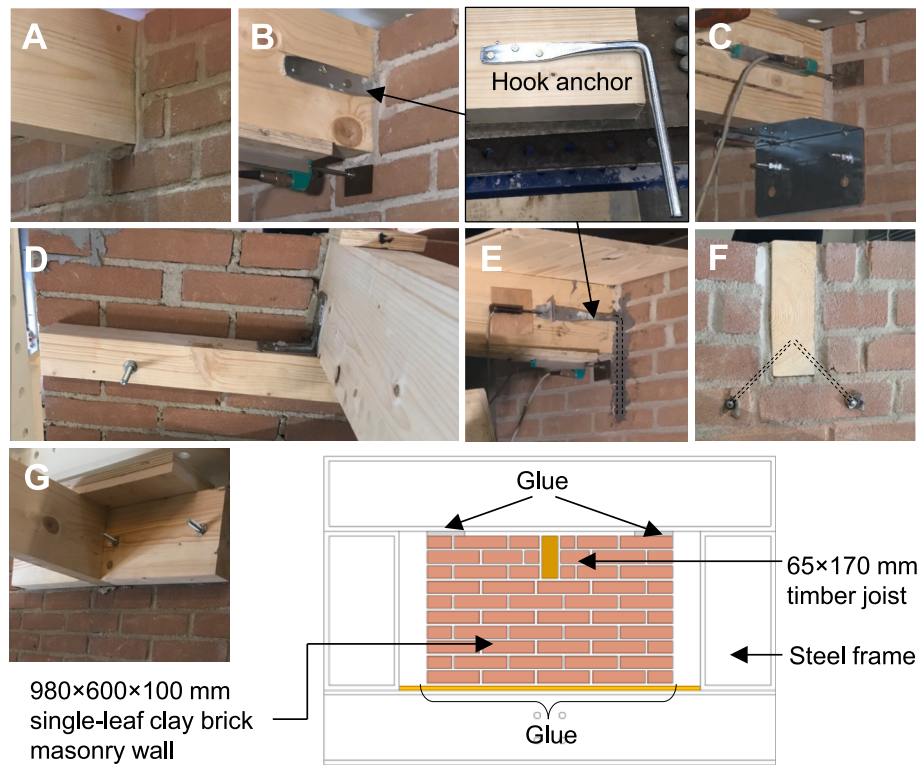 A
B
Hook anchor
C
D
E
F
G
Glue
65×170 mm
timber joist
Steel frame
980×600×100 mm
single-leaf clay brick
masonry wall
Glue